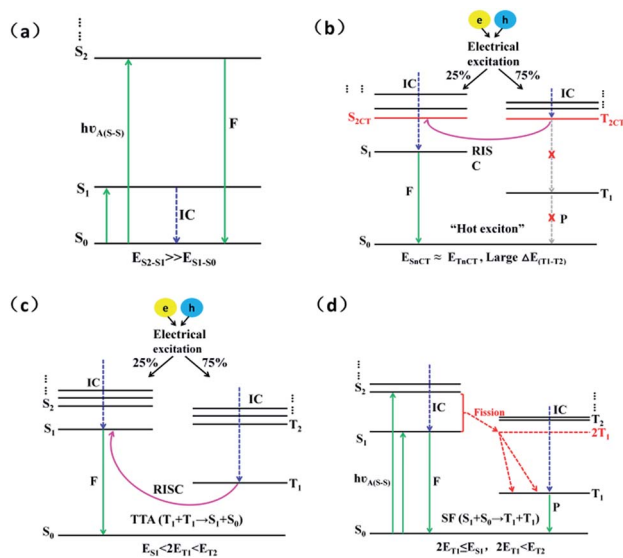 (a)
S2
hυA(S-S)
F
S1
IC
S0
ES2-S1>>ES1-S0
(b)
e h
Electrical
excitation
25% 75%
IC IC
S2CT T2CT
S1 RIS
C
T1
F P
"Hot exciton"
S0
ESnCT ≈ ETnCT, Large ΔE(T1-T2)
(c)
e h
Electrical
excitation
25% 75%
IC IC
S2
T2
S1
F RISC T1
TTA (T1+T1→S1+S0)
S0
ES1<2ET1<ET2
(d)
IC
S2
IC
Fission T2
S1 2T1
hυA(S-S) F
T1
P
SF (S1+S0→T1+T1)
S0
2ET1≤ES1, 2ET1<ET2